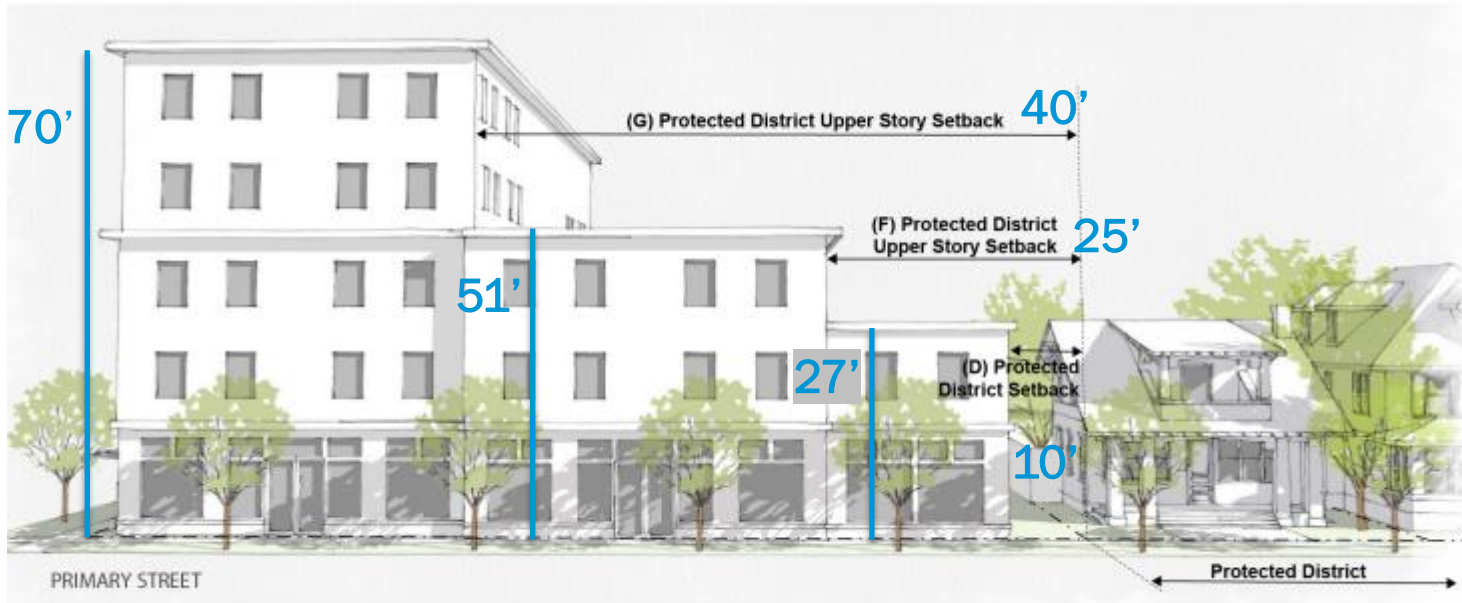 70’
(G) Protected District Upper Story Setback
40’
(F) Protected District
Upper Story Setback
25’
51’
27’
(D) Protected
District Setback
10’
PRIMARY STREET
Protected District